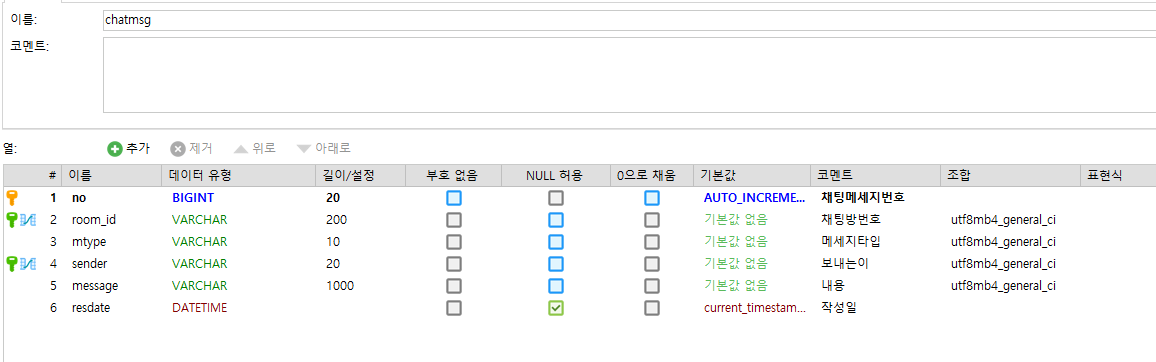 이름: chatmsg
코멘트:
열: 추가 제거 위로 아래로
# 이름 데이터 유형 길이/설정 부호 없음 NULL 허용 0으로 채움 기본값 코멘트 조합 표현식
1 no BIGINT 20 AUTO_INCREME... 채팅메세지번호
2 room_id VARCHAR 200 기본값 없음 채팅방번호 utf8mb4_general_ci
3 mtype VARCHAR 10 기본값 없음 메세지타입 utf8mb4_general_ci
4 sender VARCHAR 20 기본값 없음 보내는이 utf8mb4_general_ci
5 message VARCHAR 1000 기본값 없음 내용 utf8mb4_general_ci
6 resdate DATETIME current_timestam... 작성일